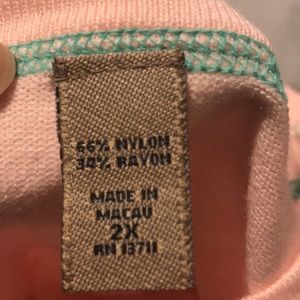 66% NYLON
34% RAYON
MADE IN
MACAU
2X
RN 13711